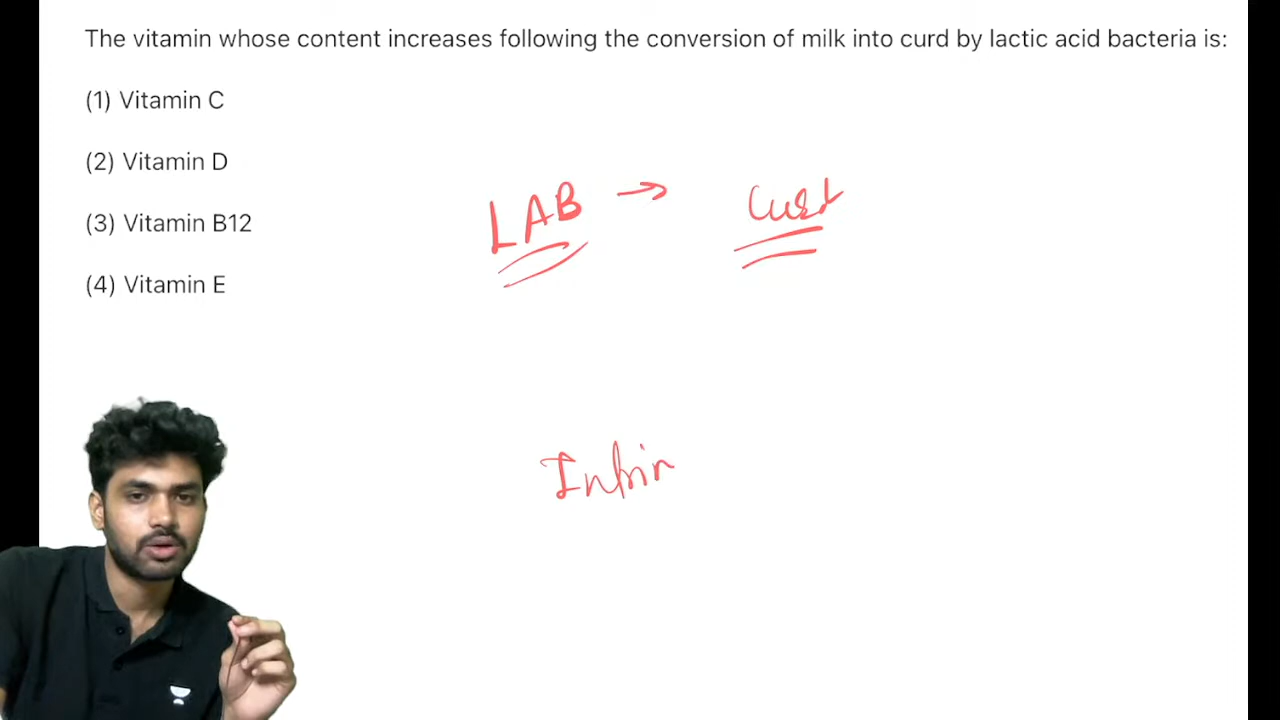 The vitamin whose content increases following the conversion of milk into curd by lactic acid bacteria is:
(1) Vitamin C
(2) Vitamin D
(3) Vitamin B12
(4) Vitamin E
LAB → Curd
Intrin